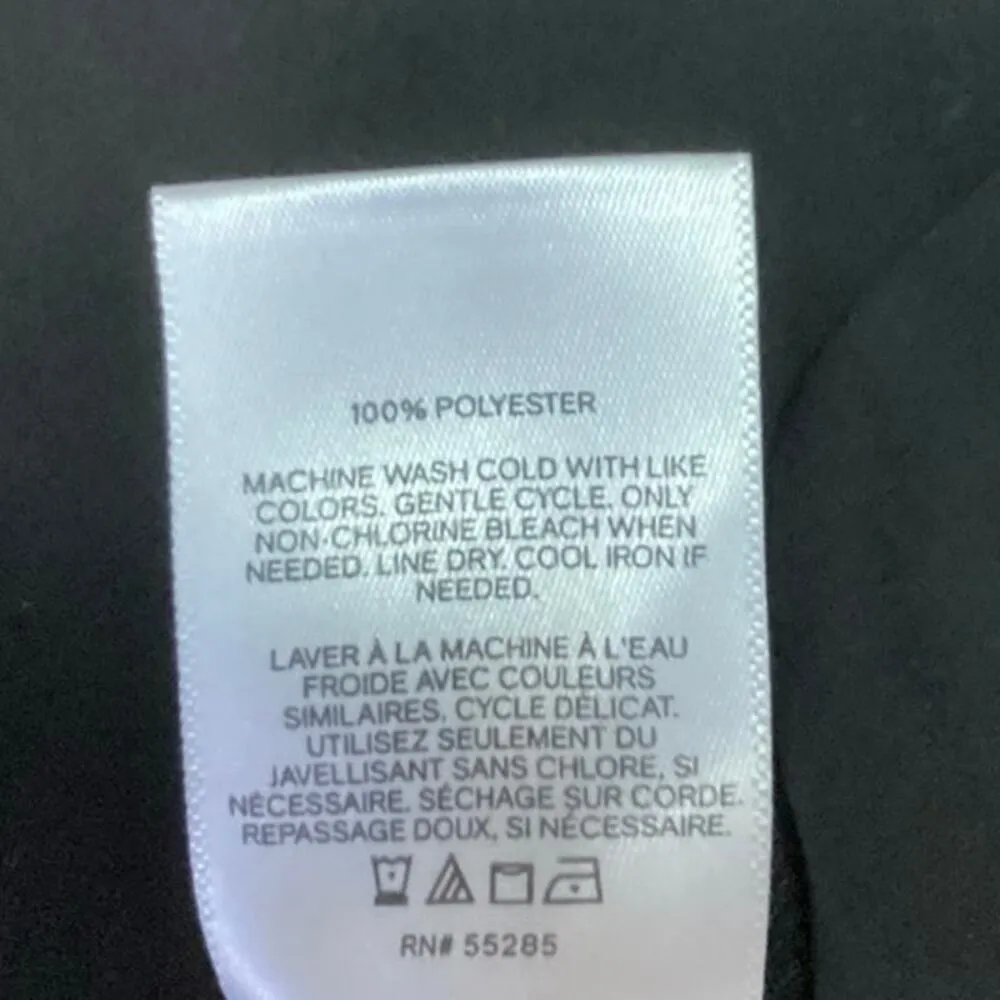 100% POLYESTER
MACHINE WASH COLD WITH LIKE
COLORS. GENTLE CYCLE. ONLY
NON-CHLORINE BLEACH WHEN
NEEDED. LINE DRY. COOL IRON IF
NEEDED.
LAVER À LA MACHINE À L'EAU
FROIDE AVEC COULEURS
SIMILAIRES. CYCLE DÉLICAT.
UTILISEZ SEULEMENT DU
JAVELLISANT SANS CHLORE, SI
NÉCESSAIRE. SÉCHAGE SUR CORDE.
REPASSAGE DOUX, SI NÉCESSAIRE.
RN# 55285